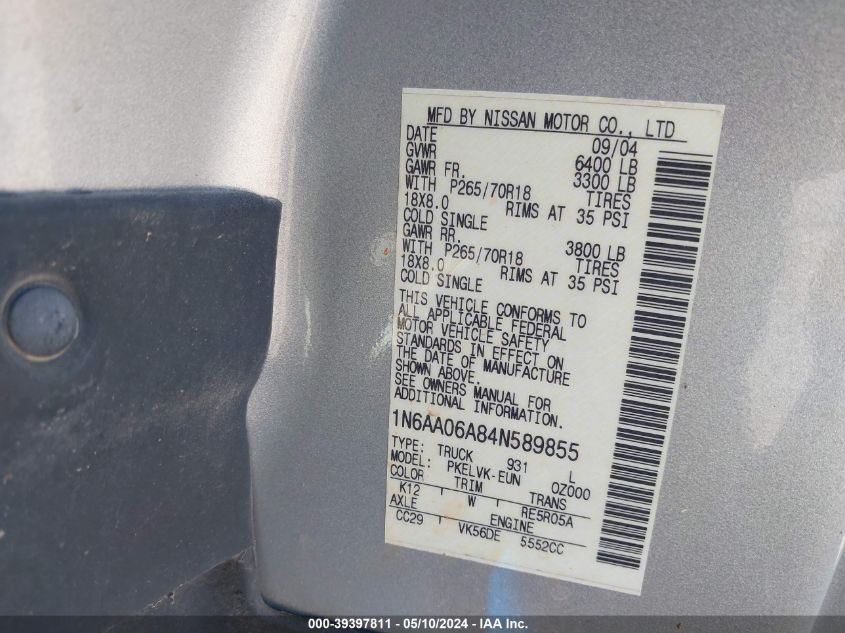 MFD BY NISSAN MOTOR CO., LTD
DATE 09/04
GVWR 6400 LB
GAWR FR. 3300 LB
WITH P265/70R18 TIRES
18X8.0 RIMS AT 35 PSI
COLD SINGLE
GAWR RR. 3800 LB
WITH P265/70R18 TIRES
18X8.0 RIMS AT 35 PSI
COLD SINGLE
THIS VEHICLE CONFORMS TO
ALL APPLICABLE FEDERAL
MOTOR VEHICLE SAFETY
STANDARDS IN EFFECT ON
THE DATE OF MANUFACTURE
SHOWN ABOVE.
SEE OWNERS MANUAL FOR
ADDITIONAL INFORMATION.
1N6AA06A84N589855
TYPE: TRUCK 931 L
MODEL: PKELVK-EUN OZ000
COLOR TRIM TRANS
K12 W RE5R05A
AXLE ENGINE
CC29 VK56DE 5552CC
000-39397811 - 05/10/2024 - IAA Inc.